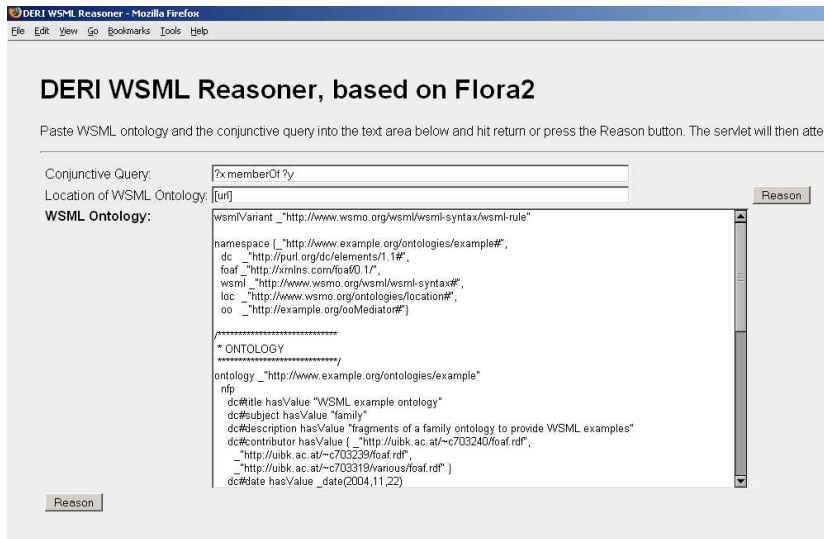 DERI WSML Reasoner - Mozilla Firefox
File Edit View Go Bookmarks Tools Help
DERI WSML Reasoner, based on Flora2
Paste WSML ontology and the conjunctive query into the text area below and hit return or press the Reason button. The servlet will then atte
Conjunctive Query: ?x memberOf ?y
Location of WSML Ontology: [url] Reason
WSML Ontology:
wsmlVariant _"http://www.wsmo.org/wsml/wsml-syntax/wsml-rule"
namespace {_"http://www.example.org/ontologies/example#",
dc _"http://purl.org/dc/elements/1.1#",
foaf _"http://xmlns.com/foaf/0.1/",
wsml _"http://www.wsmo.org/wsml/wsml-syntax#",
loc _"http://www.wsmo.org/ontologies/location#",
oo _"http://example.org/ooMediator#"}
/*****************************
* ONTOLOGY
*****************************/
ontology _"http://www.example.org/ontologies/example"
nfp
dc#title hasValue "WSML example ontology"
dc#subject hasValue "family"
dc#description hasValue "fragments of a family ontology to provide WSML examples"
dc#contributor hasValue { _"http://uibk.ac.at/~c703240/foaf.rdf",
_"http://uibk.ac.at/~c703239/foaf.rdf",
_"http://uibk.ac.at/~c703319/various/foaf.rdf" }
dc#date hasValue _date(2004,11,22)
Reason